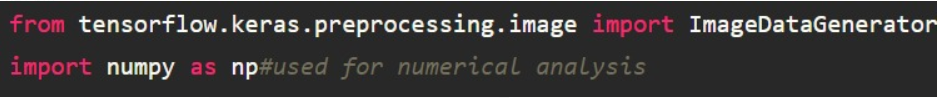 from tensorflow.keras.preprocessing.image import ImageDataGenerator
import numpy as np#used for numerical analysis